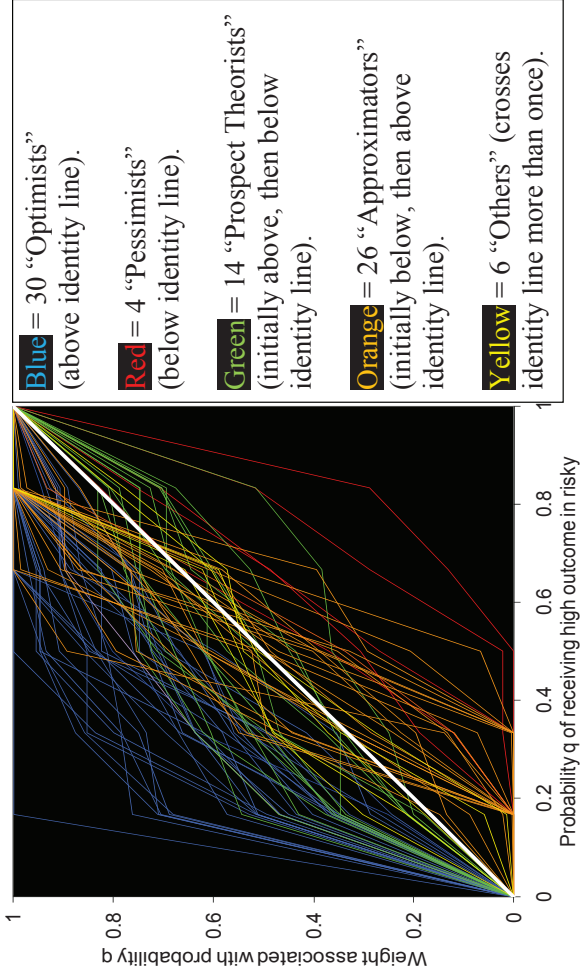 Blue = 30 “Optimists”
(above identity line).
Red = 4 “Pessimists”
(below identity line).
Green = 14 “Prospect Theorists”
(initially above, then below
identity line).
Orange = 26 “Approximators”
(initially below, then above
identity line).
Yellow = 6 “Others” (crosses
identity line more than once).
Weight associated with probability q
1
0.8
0.6
0.4
0.2
0
0
0.2
0.4
0.6
0.8
1
Probability q of receiving high outcome in risky